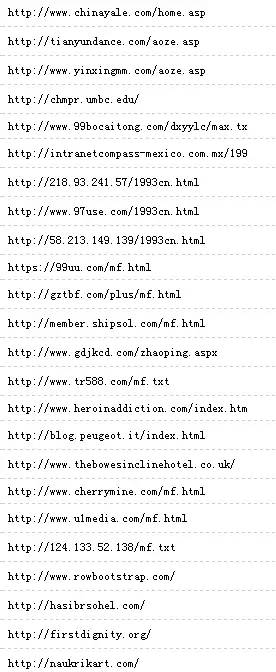 http://www.chinayale.com/home.asp
http://tianyundance.com/aoze.asp
http://www.yinxingmm.com/aoze.asp
http://chmpr.umbc.edu/
http://www.99bocaitong.com/dxyylc/max.tx
http://intranetcompass-mexico.com.mx/199
http://218.93.241.57/1993cn.html
http://www.97use.com/1993cn.html
http://58.213.149.139/1993cn.html
https://99uu.com/mf.html
http://gztbf.com/plus/mf.html
http://member.shipsol.com/mf.html
http://www.gdjkcd.com/zhaoping.aspx
http://www.tr588.com/mf.txt
http://www.heroinaddiction.com/index.htm
http://blog.peugeot.it/index.html
http://www.thebowesinclinehotel.co.uk/
http://www.cherrymine.com/mf.html
http://www.u1media.com/mf.html
http://124.133.52.138/mf.txt
http://www.rowbootstrap.com/
http://hasibrsohel.com/
http://firstdignity.org/
http://naukrikart.com/